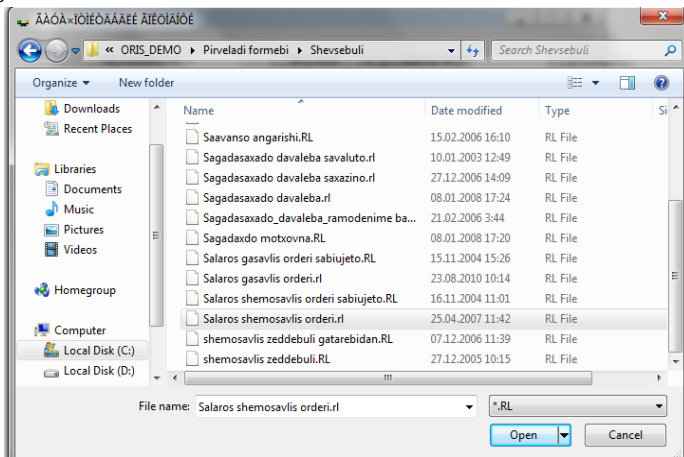 ÃÀÓÀ×ÏÒÌÉÒÄÁÄËÉ ÃÏÊÖÌÄÍÔÉ
« ORIS_DEMO ▸ Pirveladi formebi ▸ Shevsebuli
Search Shevsebuli
Organize ▾ New folder
Downloads
Recent Places
Libraries
Documents
Music
Pictures
Videos
Homegroup
Computer
Local Disk (C:)
Local Disk (D:)
Name Date modified Type Si
Saavanso angarishi.RL 15.02.2006 16:10 RL File
Sagadasaxado davaleba savaluto.rl 10.01.2003 12:49 RL File
Sagadasaxado davaleba saxazino.rl 27.12.2006 14:09 RL File
Sagadasaxado davaleba.rl 08.01.2008 17:24 RL File
Sagadasaxado_davaleba_ramodenime ba... 21.02.2006 3:44 RL File
Sagadaxdo motxovna.RL 08.01.2008 17:20 RL File
Salaros gasavlis orderi sabiujeto.RL 15.11.2004 15:26 RL File
Salaros gasavlis orderi.rl 23.08.2010 10:14 RL File
Salaros shemosavlis orderi sabiujeto.RL 16.11.2004 11:01 RL File
Salaros shemosavlis orderi.rl 25.04.2007 11:42 RL File
shemosavlis zeddebuli gatarebidan.RL 07.12.2006 11:39 RL File
shemosavlis zeddebuli.RL 27.12.2005 10:15 RL File
File name: Salaros shemosavlis orderi.rl
*.RL
Open
Cancel